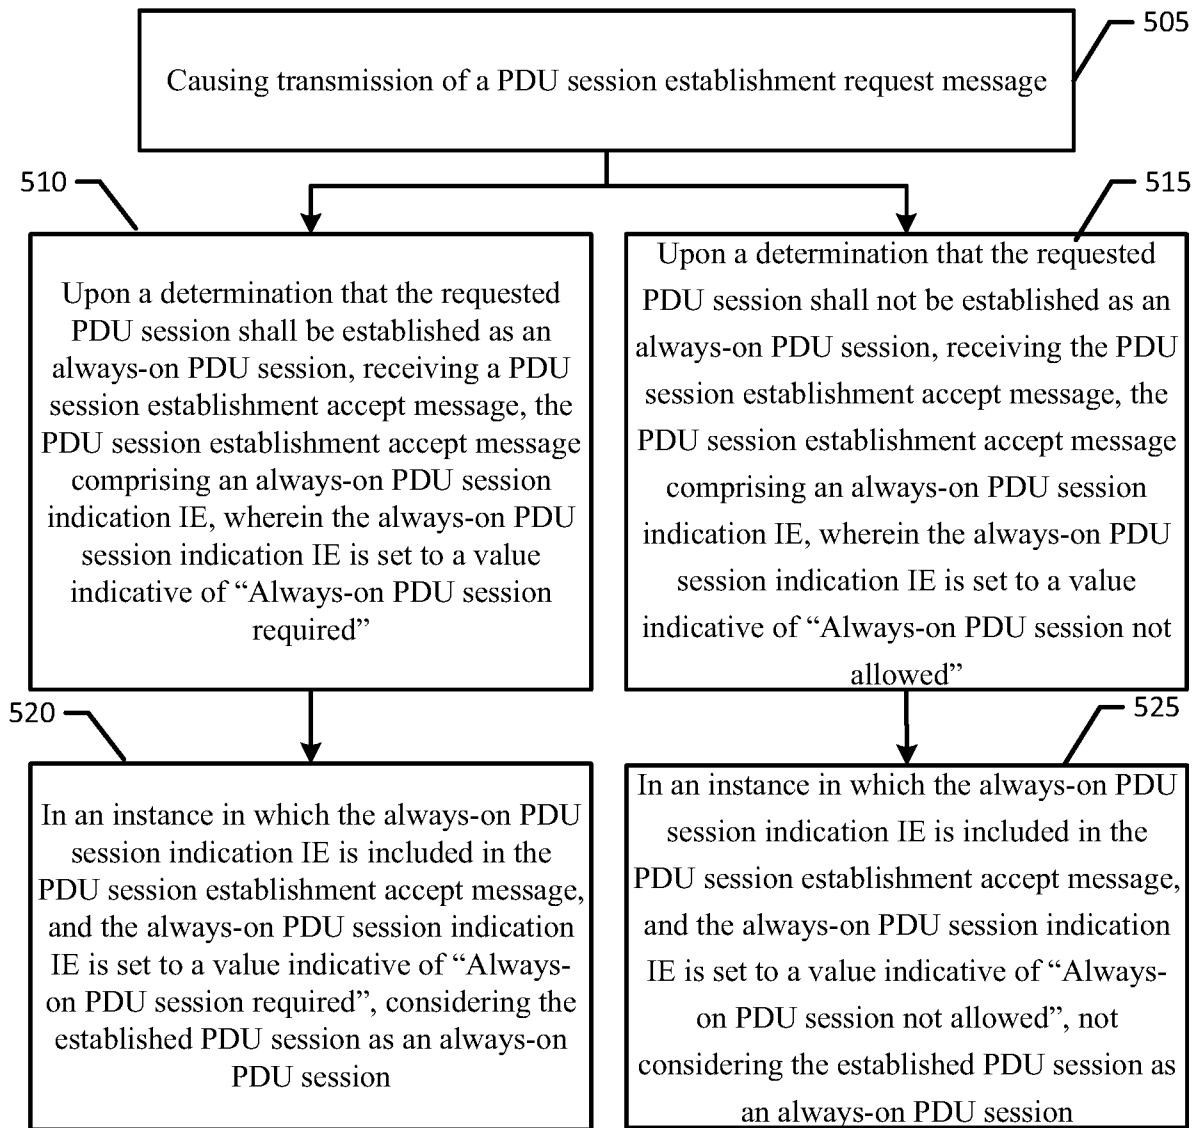 505
Causing transmission of a PDU session establishment request message
510
Upon a determination that the requested
PDU session shall be established as an
always-on PDU session, receiving a PDU
session establishment accept message, the
PDU session establishment accept message
comprising an always-on PDU session
indication IE, wherein the always-on PDU
session indication IE is set to a value
indicative of “Always-on PDU session
required”
515
Upon a determination that the requested
PDU session shall not be established as an
always-on PDU session, receiving the PDU
session establishment accept message, the
PDU session establishment accept message
comprising an always-on PDU session
indication IE, wherein the always-on PDU
session indication IE is set to a value
indicative of “Always-on PDU session not
allowed”
520
In an instance in which the always-on PDU
session indication IE is included in the
PDU session establishment accept message,
and the always-on PDU session indication
IE is set to a value indicative of “Always-
on PDU session required”, considering the
established PDU session as an always-on
PDU session
525
In an instance in which the always-on PDU
session indication IE is included in the
PDU session establishment accept message,
and the always-on PDU session indication
IE is set to a value indicative of “Always-
on PDU session not allowed”, not
considering the established PDU session as
an always-on PDU session